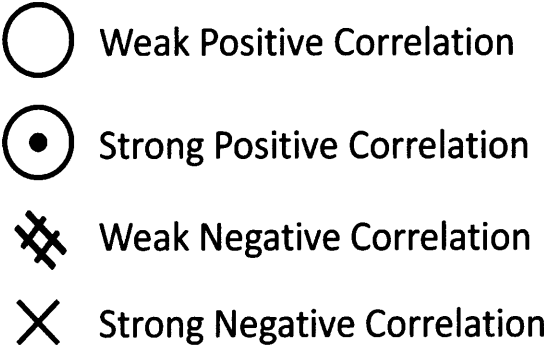 Weak Positive Correlation
Strong Positive Correlation
Weak Negative Correlation
Strong Negative Correlation